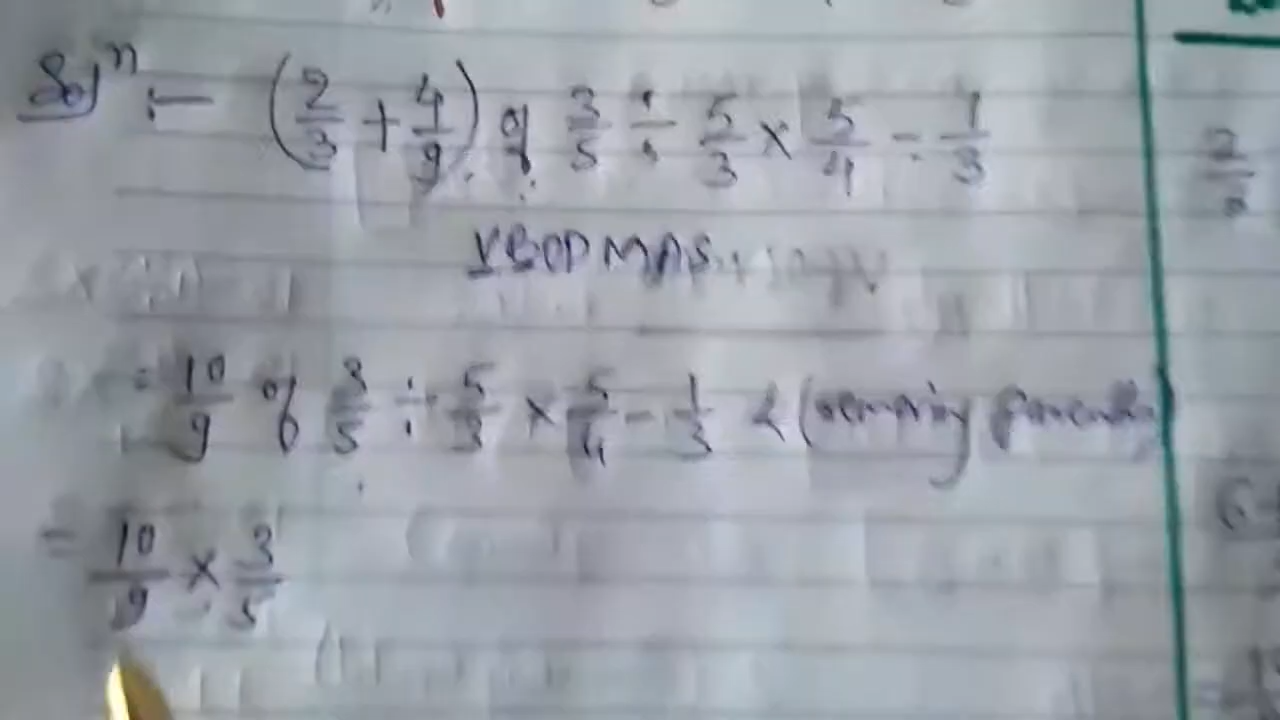 Solⁿ :- (2/3 + 4/9) of 3/5 ÷ 5/3 × 5/4 - 1/3
VBODMAS
= 10/9 of 3/5 ÷ 5/3 × 5/4 - 1/3
= 10/9 × 3/5